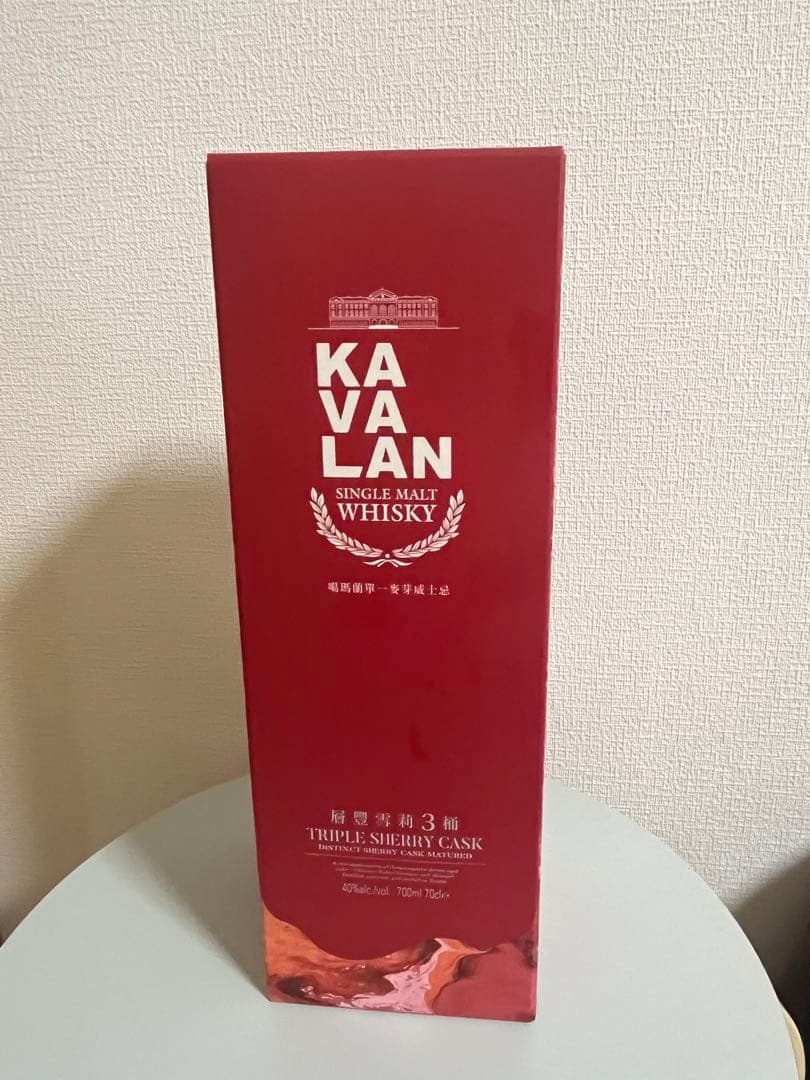 KA
VA
LAN
SINGLE MALT
WHISKY
噶瑪蘭單一麥芽威士忌
層豐雪莉3桶
TRIPLE SHERRY CASK
DISTINCT SHERRY CASK MATURED
40%alc./vol. 700ml 70cl e